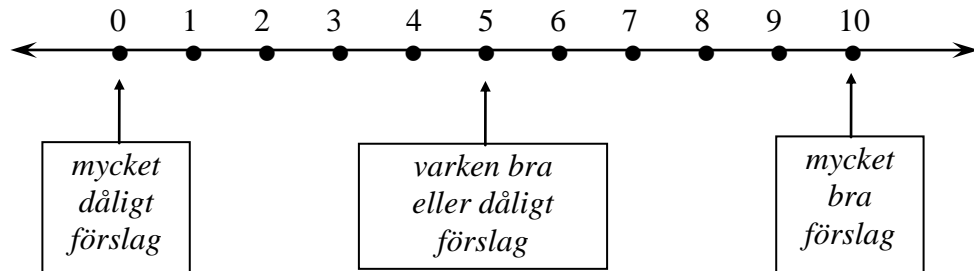 0 1 2 3 4 5 6 7 8 9 10
mycket
dåligt
förslag
varken bra
eller dåligt
förslag
mycket
bra
förslag